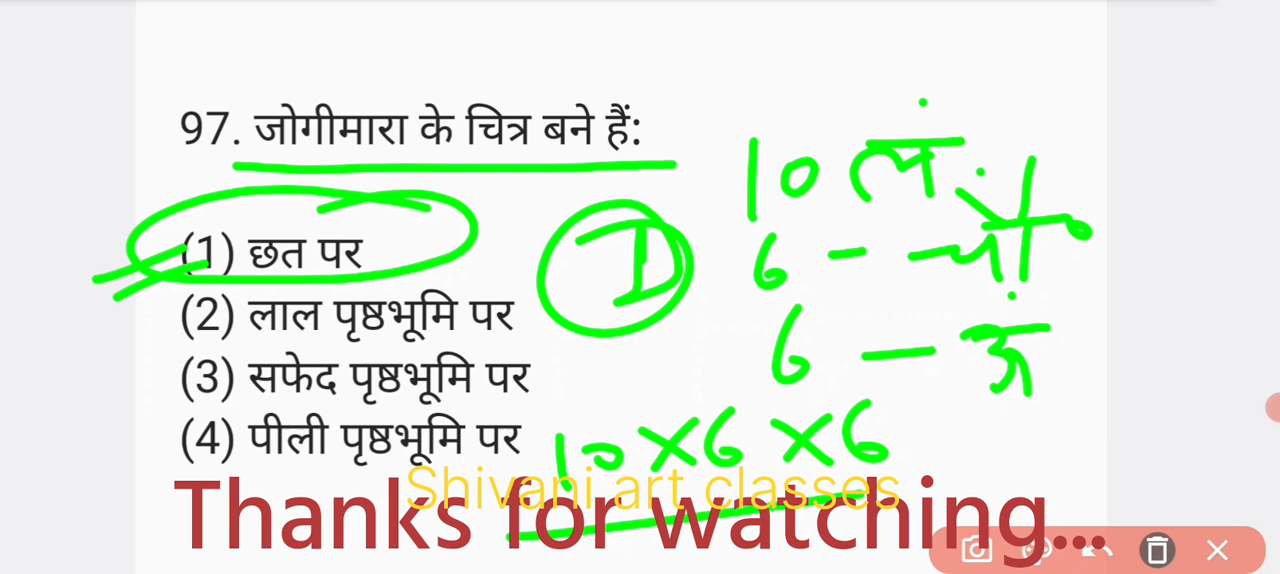 97. जोगीमारा के चित्र बने हैं:
(1) छत पर
(2) लाल पृष्ठभूमि पर
(3) सफेद पृष्ठभूमि पर
(4) पीली पृष्ठभूमि पर
10 लं
6 –
6 –
10×6×6
Shivani art classes
Thanks for watching...